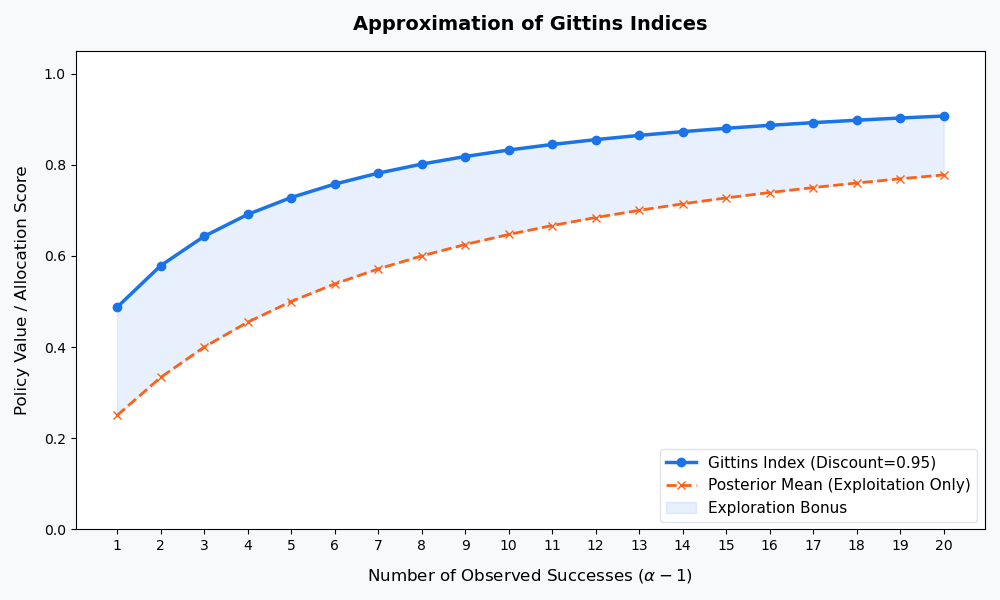 Approximation of Gittins Indices
Policy Value / Allocation Score
1.0
0.8
0.6
0.4
0.2
0.0
Gittins Index (Discount=0.95)
Posterior Mean (Exploitation Only)
Exploration Bonus
1 2 3 4 5 6 7 8 9 10 11 12 13 14 15 16 17 18 19 20
Number of Observed Successes (α − 1)